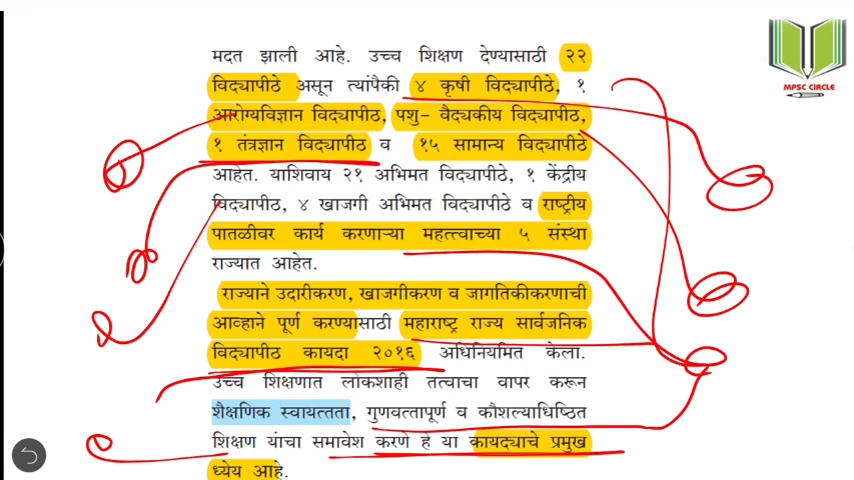 मदत झाली आहे. उच्च शिक्षण देण्यासाठी २२
विद्यापीठे असून त्यांपैकी ४ कृषी विद्यापीठे, १
आरोग्यविज्ञान विद्यापीठ, पशु- वैद्यकीय विद्यापीठ,
१ तंत्रज्ञान विद्यापीठ व १५ सामान्य विद्यापीठे
आहेत. याशिवाय २१ अभिमत विद्यापीठे, १ केंद्रीय
विद्यापीठ, ४ खाजगी अभिमत विद्यापीठे व राष्ट्रीय
पातळीवर कार्य करणाऱ्या महत्त्वाच्या ५ संस्था
राज्यात आहेत.
राज्याने उदारीकरण, खाजगीकरण व जागतिकीकरणाची
आव्हाने पूर्ण करण्यासाठी महाराष्ट्र राज्य सार्वजनिक
विद्यापीठ कायदा २०१६ अधिनियमित केला.
उच्च शिक्षणात लोकशाही तत्वाचा वापर करून
शैक्षणिक स्वायत्तता, गुणवत्तापूर्ण व कौशल्याधिष्ठित
शिक्षण यांचा समावेश करणे हे या कायद्याचे प्रमुख
ध्येय आहे.
MPSC CIRCLE